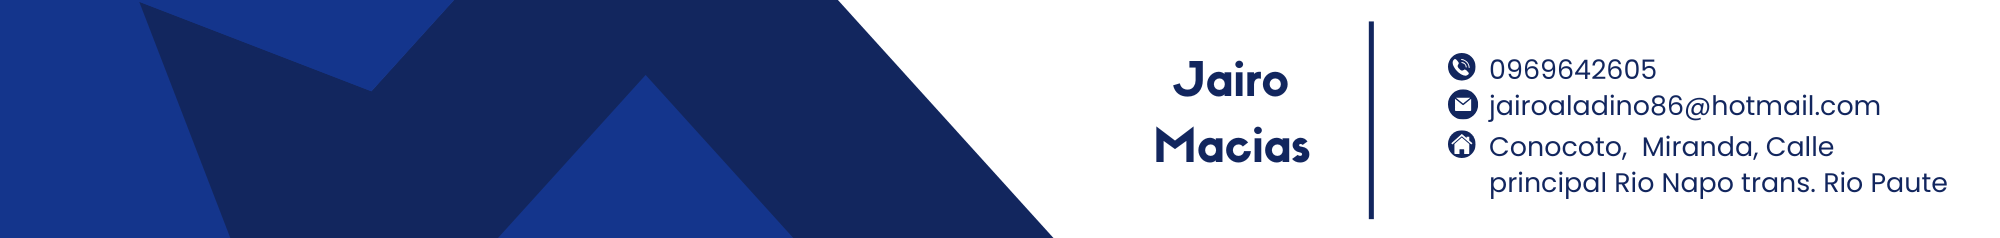 Jairo
Macias
0969642605
jairoaladino86@hotmail.com
Conocoto,  Miranda, Calle
principal Rio Napo trans. Rio Paute